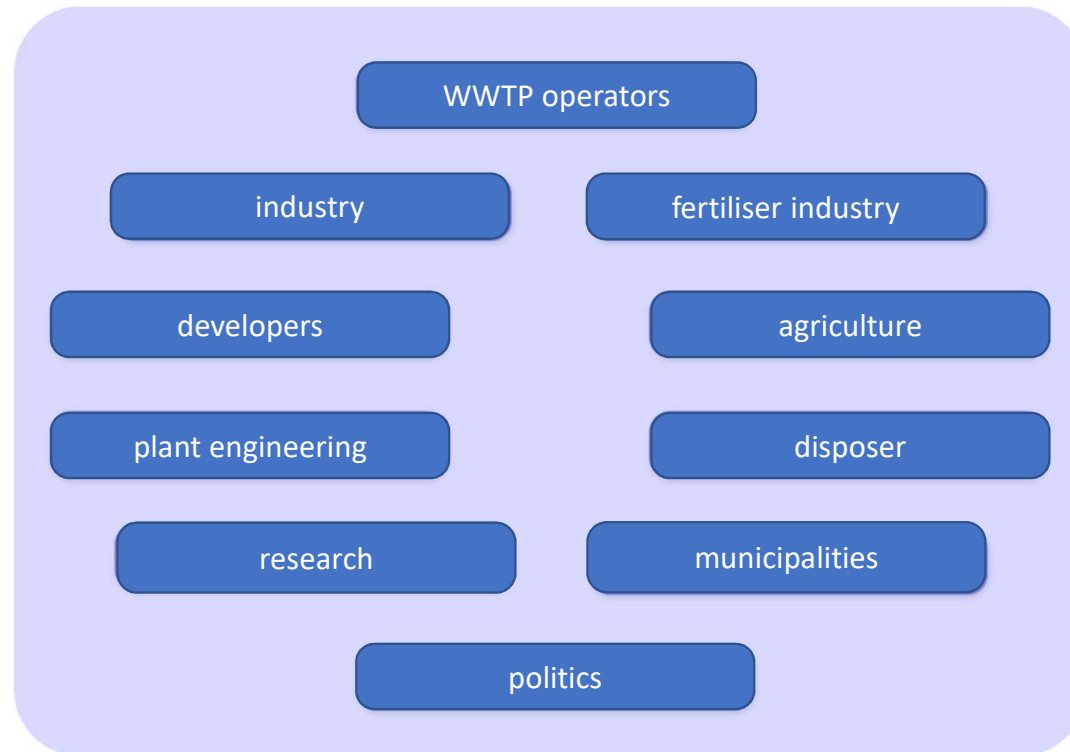 WWTP operators
industry
fertiliser industry
developers
agriculture
plant engineering
disposer
research
municipalities
politics